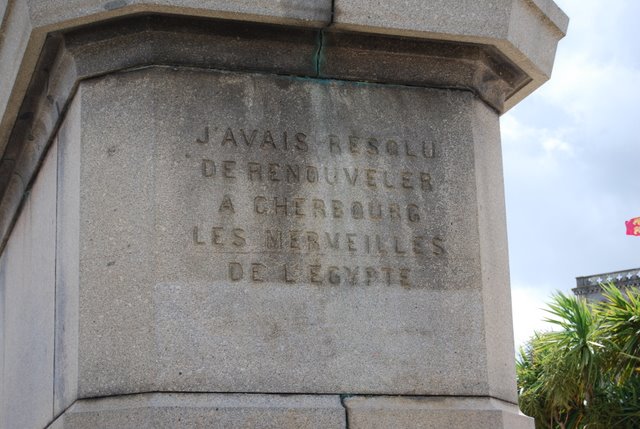 J'AVAIS RESOLU
DE RENOUVELER
A CHERBOURG
LES MERVEILLES
DE L'EGYPTE